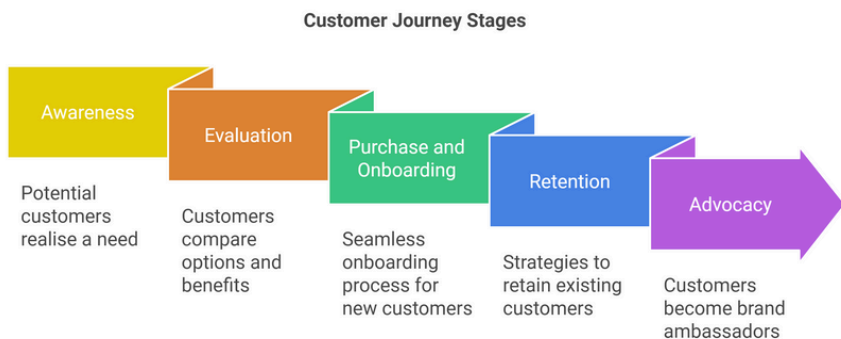 Customer Journey Stages
Awareness
Potential
customers
realise a need
Evaluation
Customers
compare
options and
benefits
Purchase and
Onboarding
Seamless
onboarding
process for
new customers
Retention
Strategies to
retain existing
customers
Advocacy
Customers
become brand
ambassadors